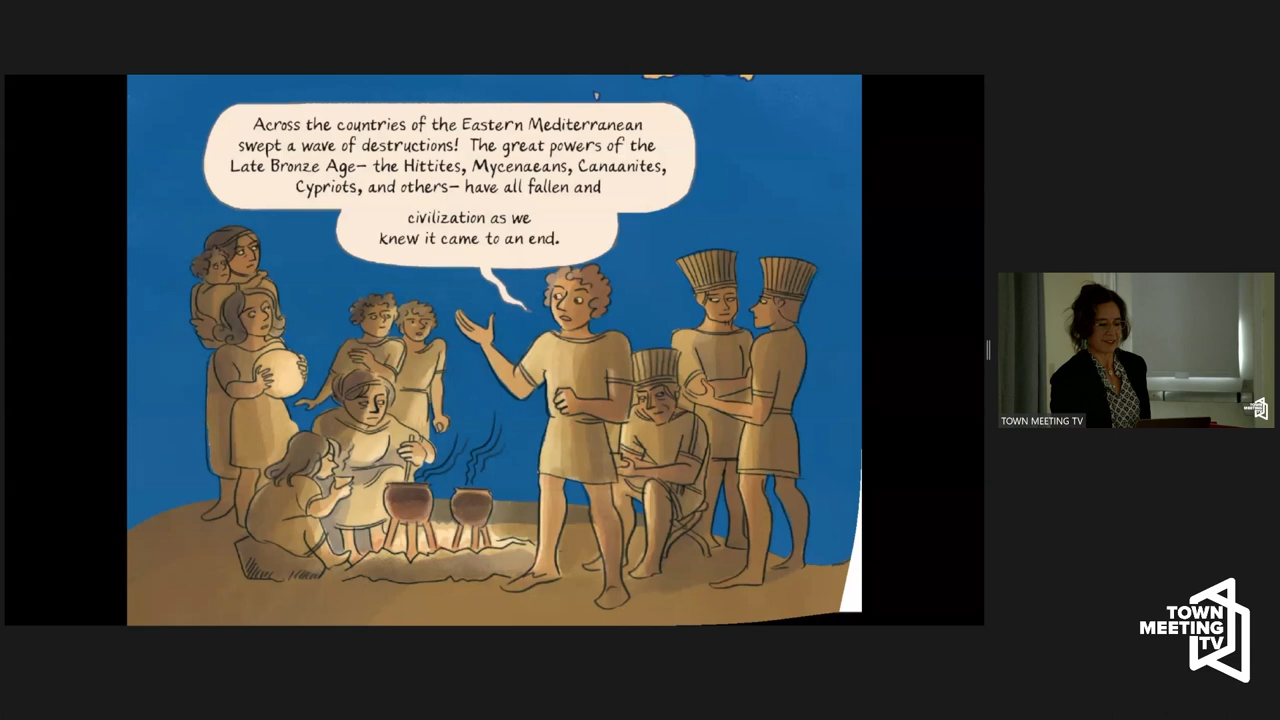 Across the countries of the Eastern Mediterranean
swept a wave of destructions! The great powers of the
Late Bronze Age– the Hittites, Mycenaeans, Canaanites,
Cypriots, and others– have all fallen and
civilization as we
knew it came to an end.
TOWN MEETING TV
TOWN
MEETING
TV